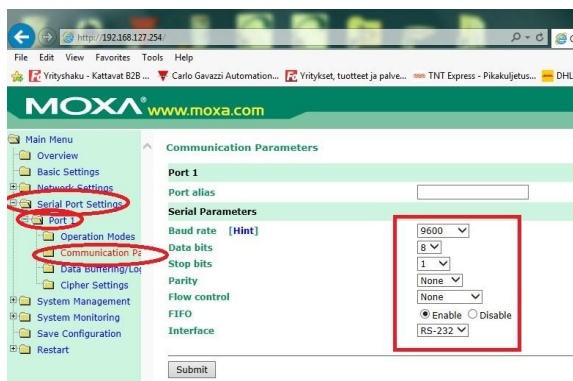 http://192.168.127.254/
File Edit View Favorites Tools Help
Yrityshaku - Kattavat B2B ... Carlo Gavazzi Automation... Yritykset, tuotteet ja palve... TNT Express - Pikakuljetus... DHL
MOXA® www.moxa.com
Main Menu
Overview
Basic Settings
Network Settings
Serial Port Settings
Port 1
Operation Modes
Communication Pa
Data Buffering/Log
Cipher Settings
System Management
System Monitoring
Save Configuration
Restart
Communication Parameters
Port 1
Port alias
Serial Parameters
Baud rate [Hint] 9600
Data bits 8
Stop bits 1
Parity None
Flow control None
FIFO Enable Disable
Interface RS-232
Submit